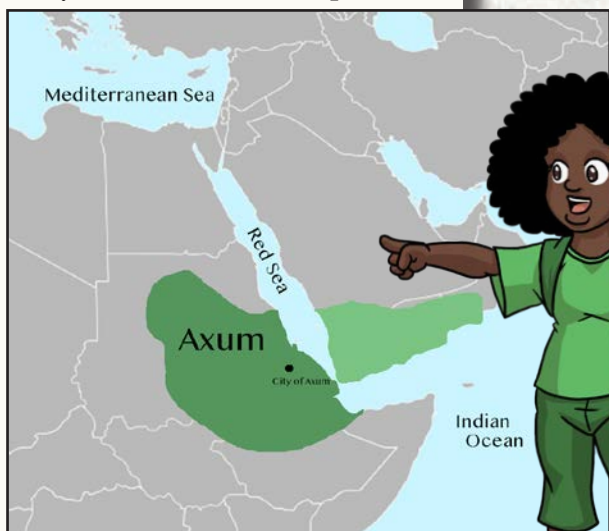 Mediterranean Sea
Red Sea
Axum
City of Axum
Indian
Ocean